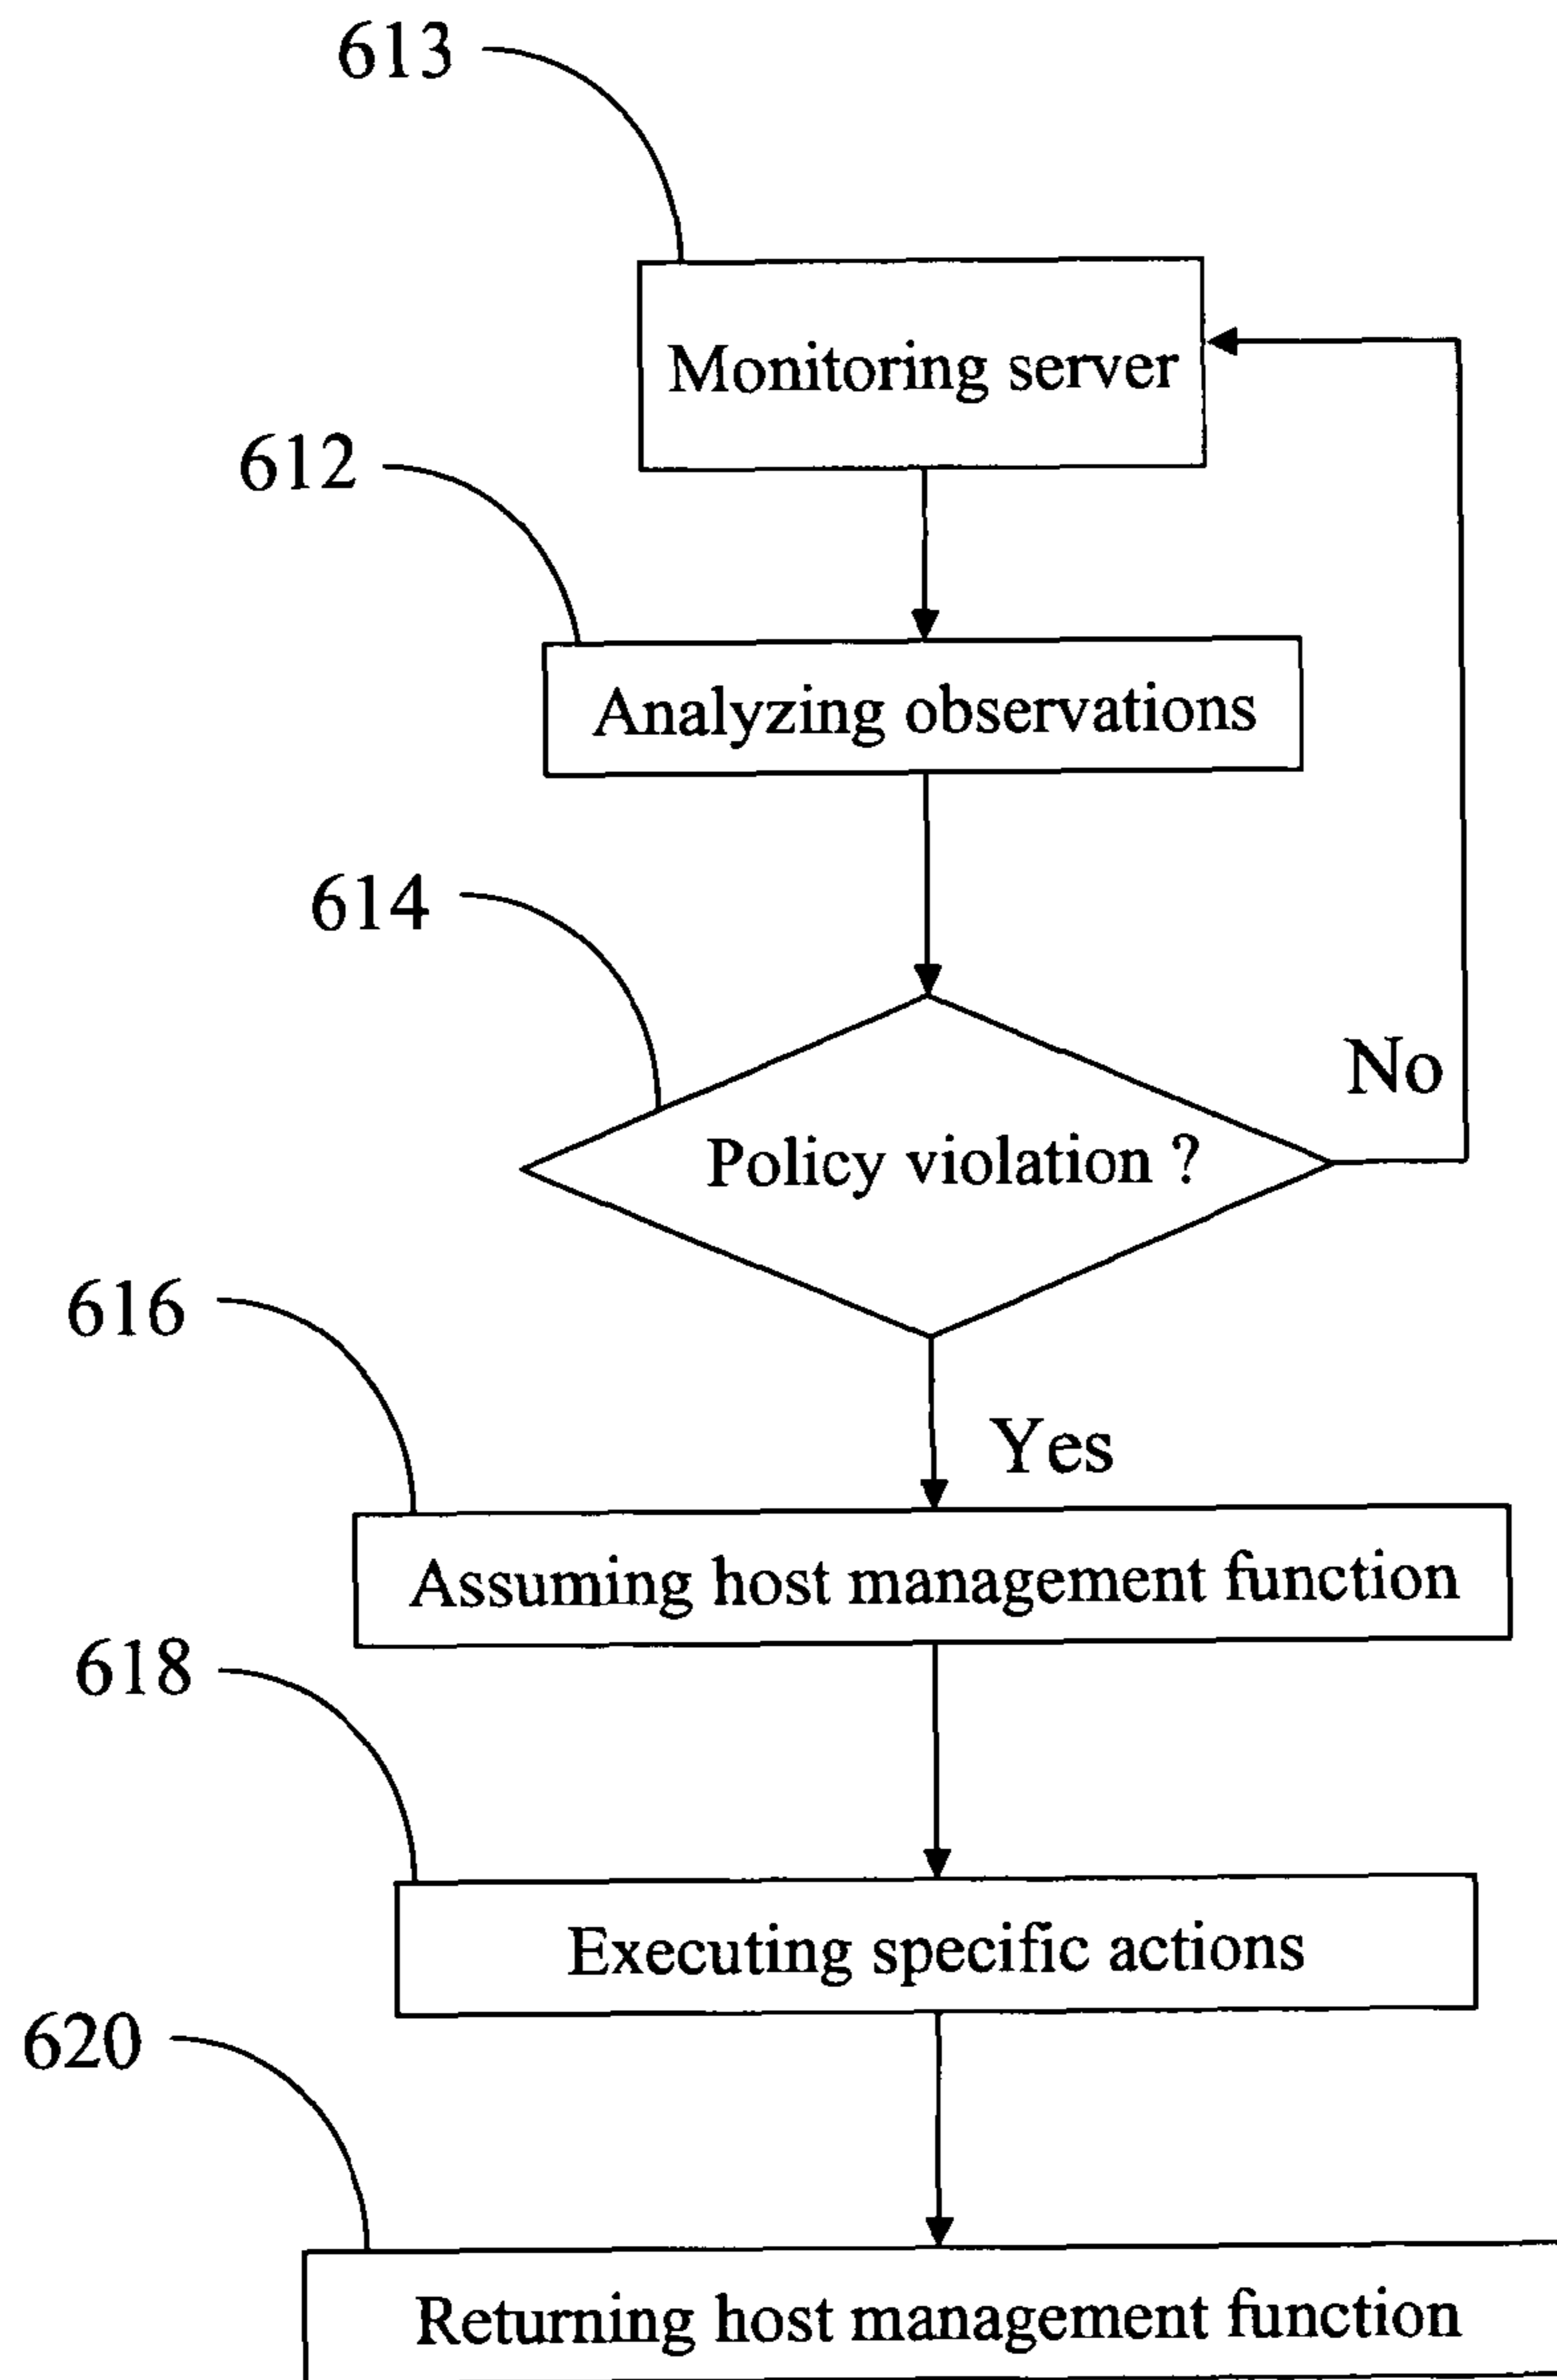 613
Monitoring server
612
Analyzing observations
614
Policy violation ?
No
616
Yes
Assuming host management function
618
Executing specific actions
620
Returning host management function